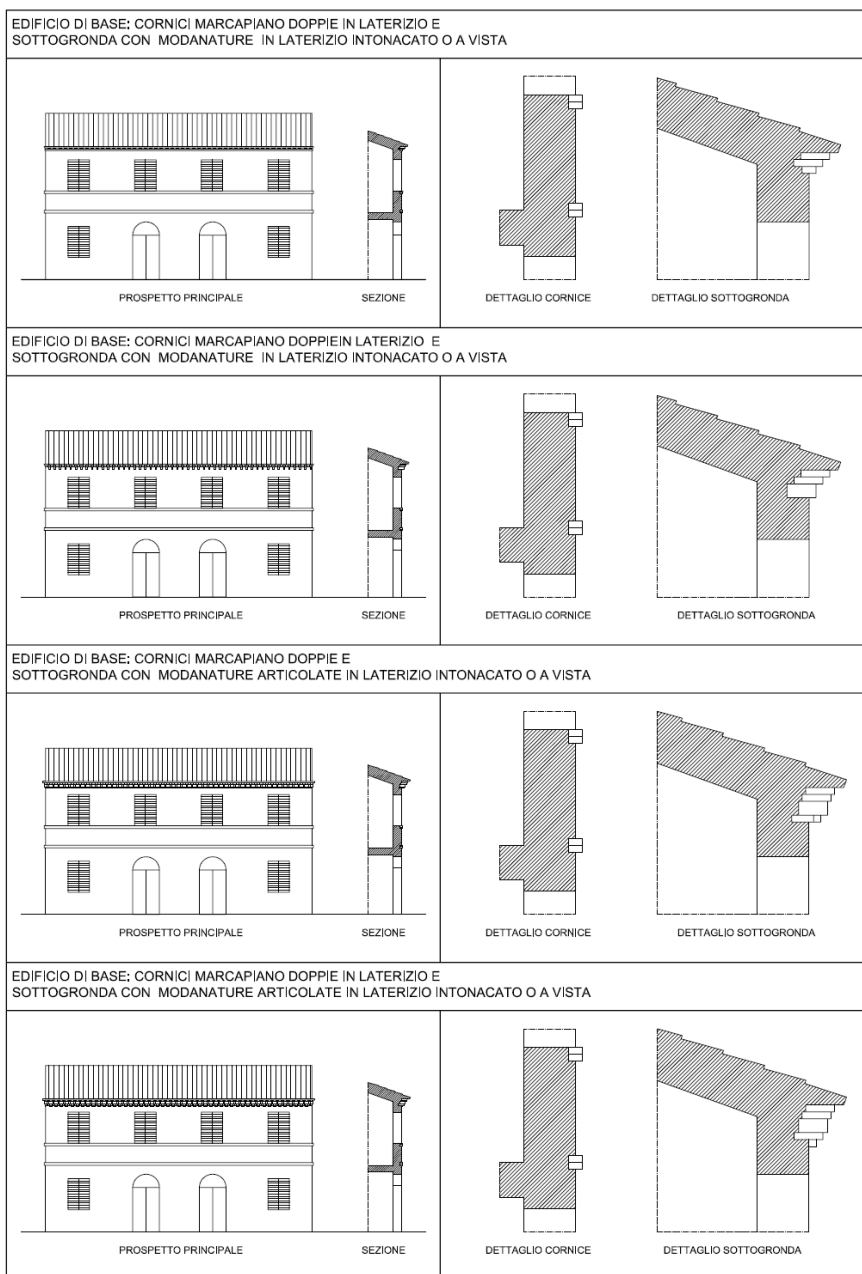 EDIFICIO DI BASE: CORNICI MARCAPIANO DOPPIE IN LATERIZIO E
SOTTOGRONDA CON MODANATURE IN LATERIZIO INTONACATO O A VISTA
PROSPETTO PRINCIPALE
SEZIONE
DETTAGLIO CORNICE
DETTAGLIO SOTTOGRONDA
EDIFICIO DI BASE: CORNICI MARCAPIANO DOPPIEIN LATERIZIO E
SOTTOGRONDA CON MODANATURE IN LATERIZIO INTONACATO O A VISTA
PROSPETTO PRINCIPALE
SEZIONE
DETTAGLIO CORNICE
DETTAGLIO SOTTOGRONDA
EDIFICIO DI BASE: CORNICI MARCAPIANO DOPPIE E
SOTTOGRONDA CON MODANATURE ARTICOLATE IN LATERIZIO INTONACATO O A VISTA
PROSPETTO PRINCIPALE
SEZIONE
DETTAGLIO CORNICE
DETTAGLIO SOTTOGRONDA
EDIFICIO DI BASE: CORNICI MARCAPIANO DOPPIE IN LATERIZIO E
SOTTOGRONDA CON MODANATURE ARTICOLATE IN LATERIZIO INTONACATO O A VISTA
PROSPETTO PRINCIPALE
SEZIONE
DETTAGLIO CORNICE
DETTAGLIO SOTTOGRONDA